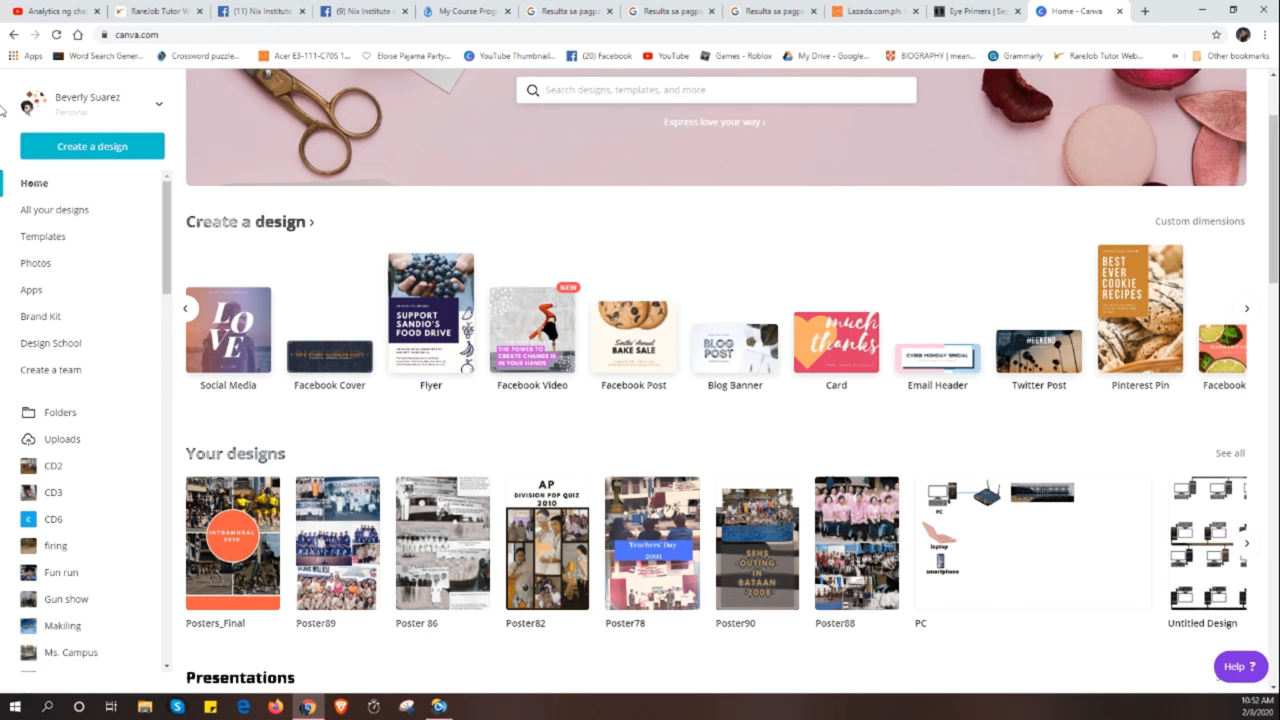 Analytics ng chan
RareJob Tutor W
(11) Nix Institute
(9) Nix Institute o
My Course Prog
Resulta sa pagpa
Resulta sa pagpa
Resulta sa pagpa
Lazada.com.ph:
Eye Primers | Se
Home - Canva
canva.com
Apps
Word Search Gener...
Crossword puzzle...
Acer E3-111-C70S 1...
Eloise Pajama Party...
YouTube Thumbnail...
(20) Facebook
YouTube
Games - Roblox
My Drive - Google...
BIOGRAPHY | mean...
Grammarly
RareJob Tutor Web...
Other bookmarks
Beverly Suarez
Personal
Search designs, templates, and more
Express love your way ›
Create a design
Home
All your designs
Templates
Photos
Apps
Brand Kit
Design School
Create a team
Folders
Uploads
CD2
CD3
CD6
firing
Fun run
Gun show
Makiling
Ms. Campus
Create a design ›
Custom dimensions
LO
VE
SUPPORT
SANDIO'S
FOOD DRIVE
NEW
THE POWER TO
CREATE CHANGE IS
IN YOUR HANDS
BAKE SALE
BLOG
POST
much
thanks
CYBER MONDAY SPECIAL
#WEEKEND
BEST
EVER
COOKIE
RECIPES
Social Media
Facebook Cover
Flyer
Facebook Video
Facebook Post
Blog Banner
Card
Email Header
Twitter Post
Pinterest Pin
Facebook
Your designs
See all
INTRAMURAL
2010
AP
DIVISION POP QUIZ
2010
Teachers' Day
2001
SEHS
OUTING
IN
BATAAN
-2008-
PC
laptop
smartphone
Posters_Final
Poster89
Poster 86
Poster82
Poster78
Poster90
Poster88
PC
Untitled Design
Presentations
Help ?
10:52 AM
2/8/2020